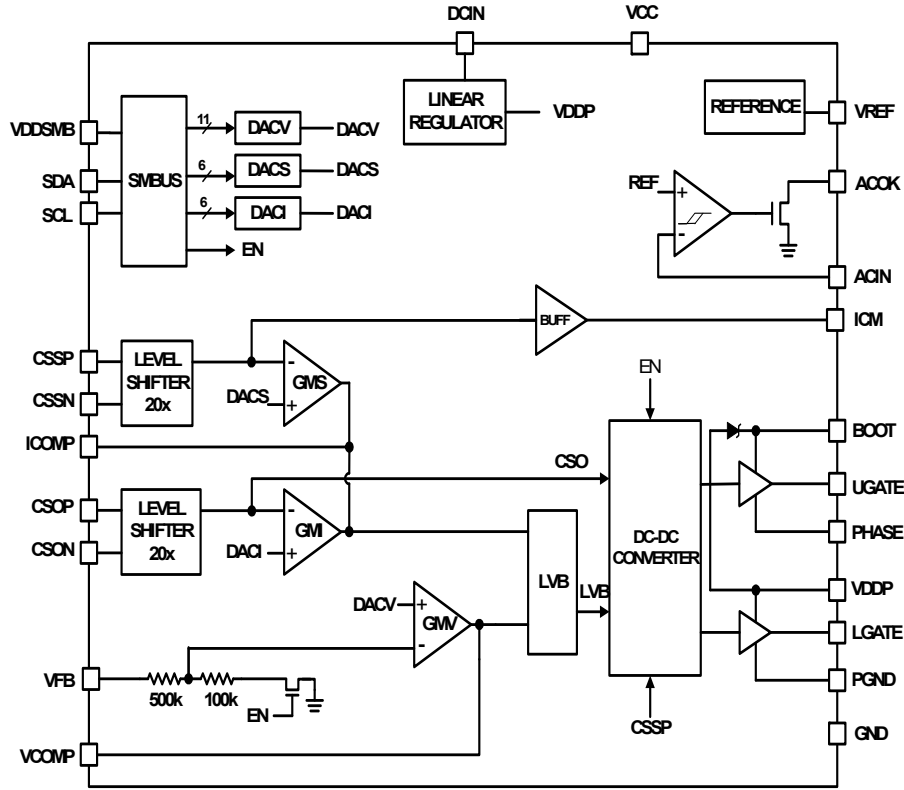 DCIN
VCC
VDDSMB
SDA
SCL
SMBUS
11
DACV
DACV
6
DACS
DACS
6
DACI
DACI
EN
LINEAR
REGULATOR
VDDP
REFERENCE
VREF
REF
+
-
ACOK
ACIN
BUFF
ICM
CSSP
CSSN
LEVEL
SHIFTER
20x
-
GMS
DACS
+
ICOMP
CSOP
CSON
LEVEL
SHIFTER
20x
-
GMI
DACI
+
CSO
EN
DC-DC
CONVERTER
LVB
LVB
CSSP
BOOT
UGATE
PHASE
VDDP
LGATE
PGND
GND
DACV
+
GMV
-
VFB
500k
100k
EN
VCOMP